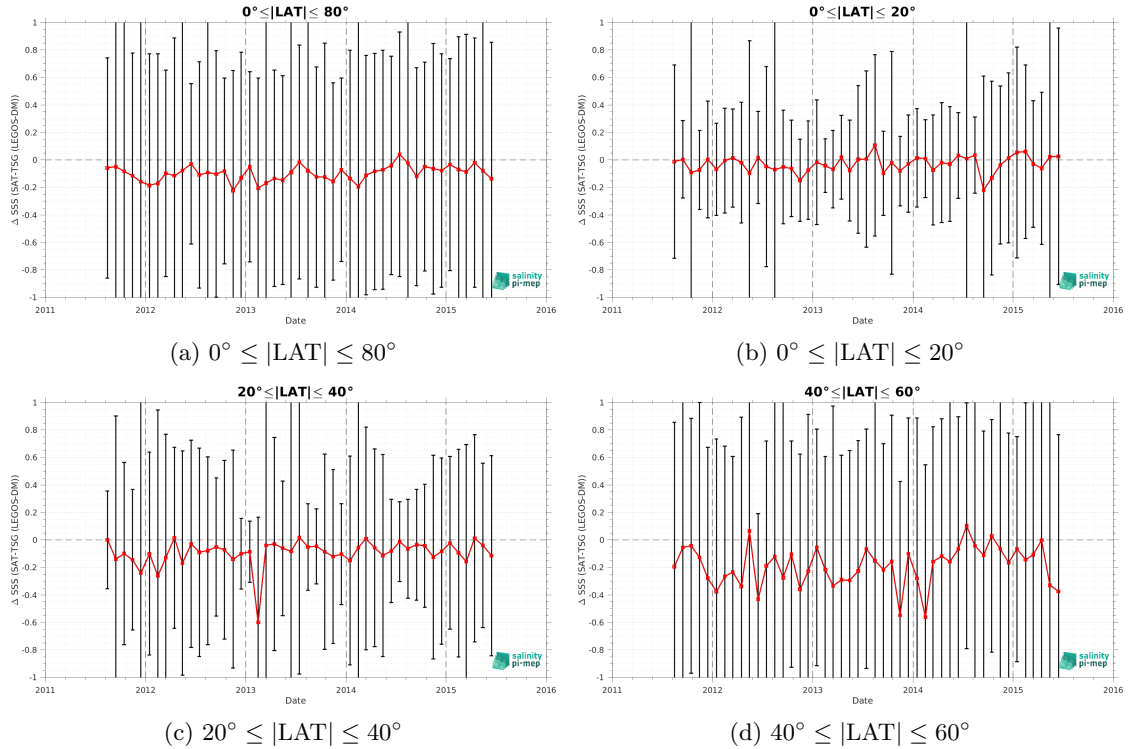 0°≤|LAT|≤ 80°
Δ SSS (SAT-TSG (LEGOS-DM))
1
0.8
0.6
0.4
0.2
0
-0.2
-0.4
-0.6
-0.8
-1
2011 2012 2013 2014 2015 2016
Date
salinity
pi-mep
(a) 0° ≤ |LAT| ≤ 80°
0°≤|LAT|≤ 20°
Δ SSS (SAT-TSG (LEGOS-DM))
1
0.8
0.6
0.4
0.2
0
-0.2
-0.4
-0.6
-0.8
-1
2011 2012 2013 2014 2015 2016
Date
salinity
pi-mep
(b) 0° ≤ |LAT| ≤ 20°
20°≤|LAT|≤ 40°
Δ SSS (SAT-TSG (LEGOS-DM))
1
0.8
0.6
0.4
0.2
0
-0.2
-0.4
-0.6
-0.8
-1
2011 2012 2013 2014 2015 2016
Date
salinity
pi-mep
(c) 20° ≤ |LAT| ≤ 40°
40°≤|LAT|≤ 60°
Δ SSS (SAT-TSG (LEGOS-DM))
1
0.8
0.6
0.4
0.2
0
-0.2
-0.4
-0.6
-0.8
-1
2011 2012 2013 2014 2015 2016
Date
salinity
pi-mep
(d) 40° ≤ |LAT| ≤ 60°